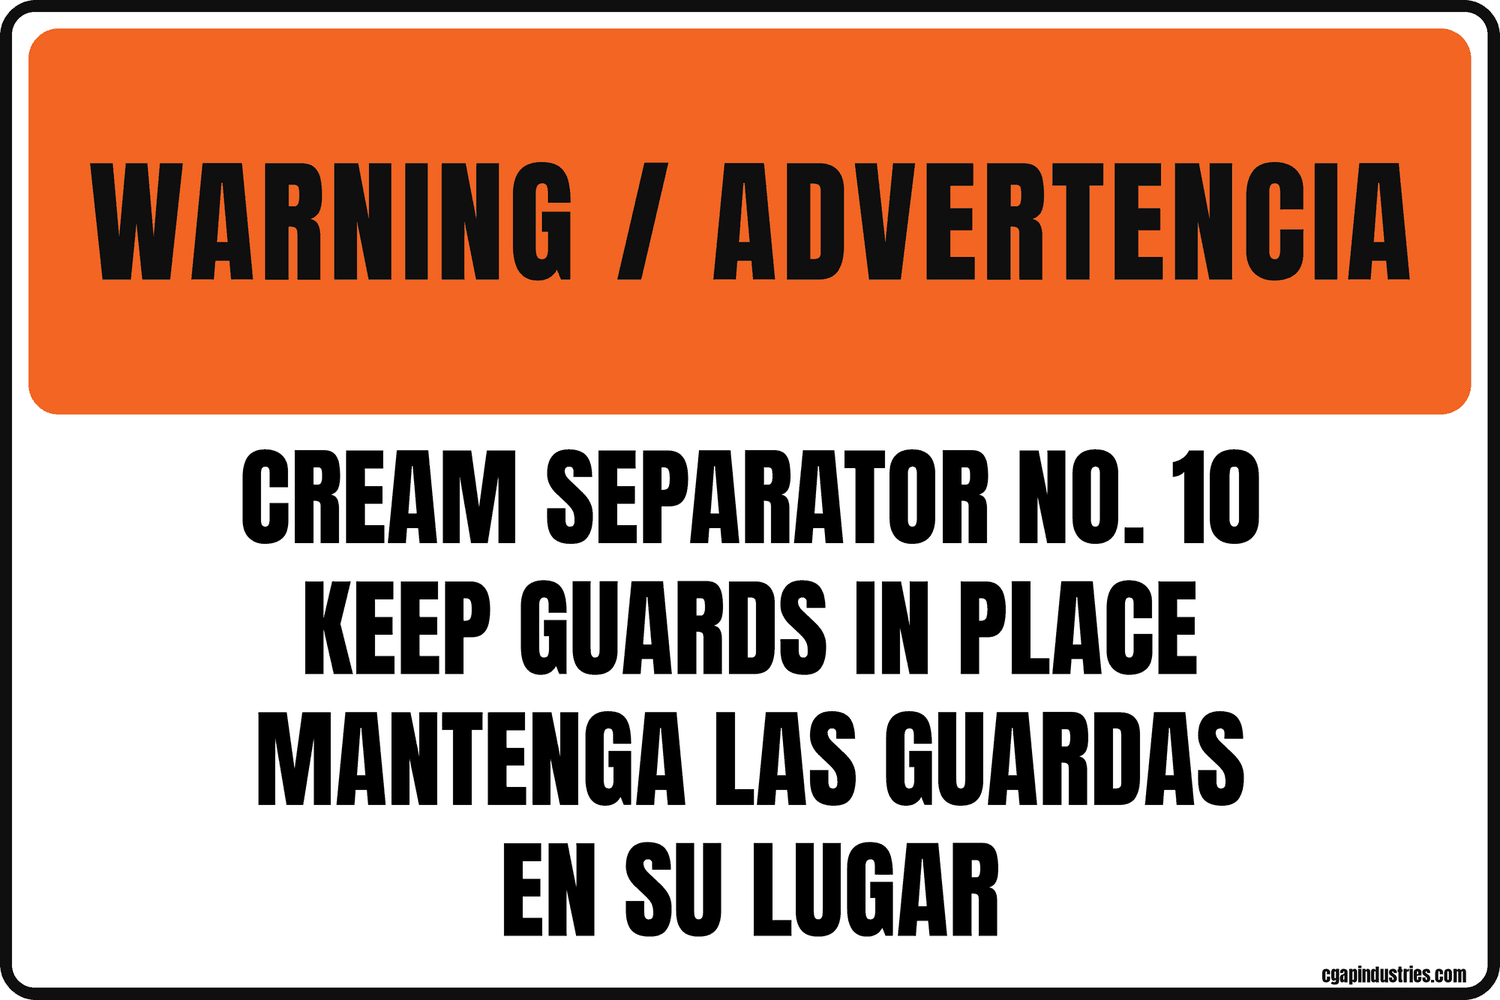 WARNING / ADVERTENCIA
CREAM SEPARATOR NO. 10
KEEP GUARDS IN PLACE
MANTENGA LAS GUARDAS
EN SU LUGAR
cgapindustries.com